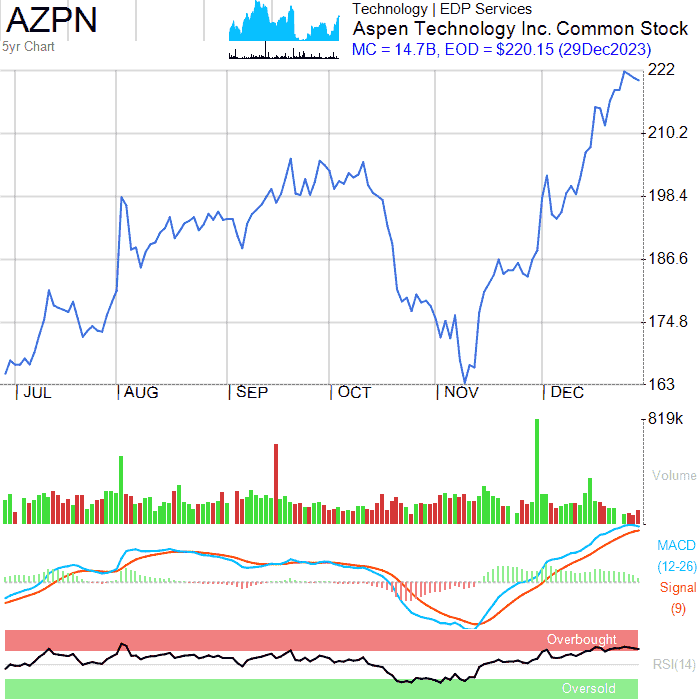 AZPN
5yr Chart
Technology | EDP Services
Aspen Technology Inc. Common Stock
MC = 14.7B, EOD = $220.15 (29Dec2023)
222
210.2
198.4
186.6
174.8
163
JUL AUG SEP OCT NOV DEC
819k
Volume
MACD
(12-26)
Signal
(9)
Overbought
RSI(14)
Oversold